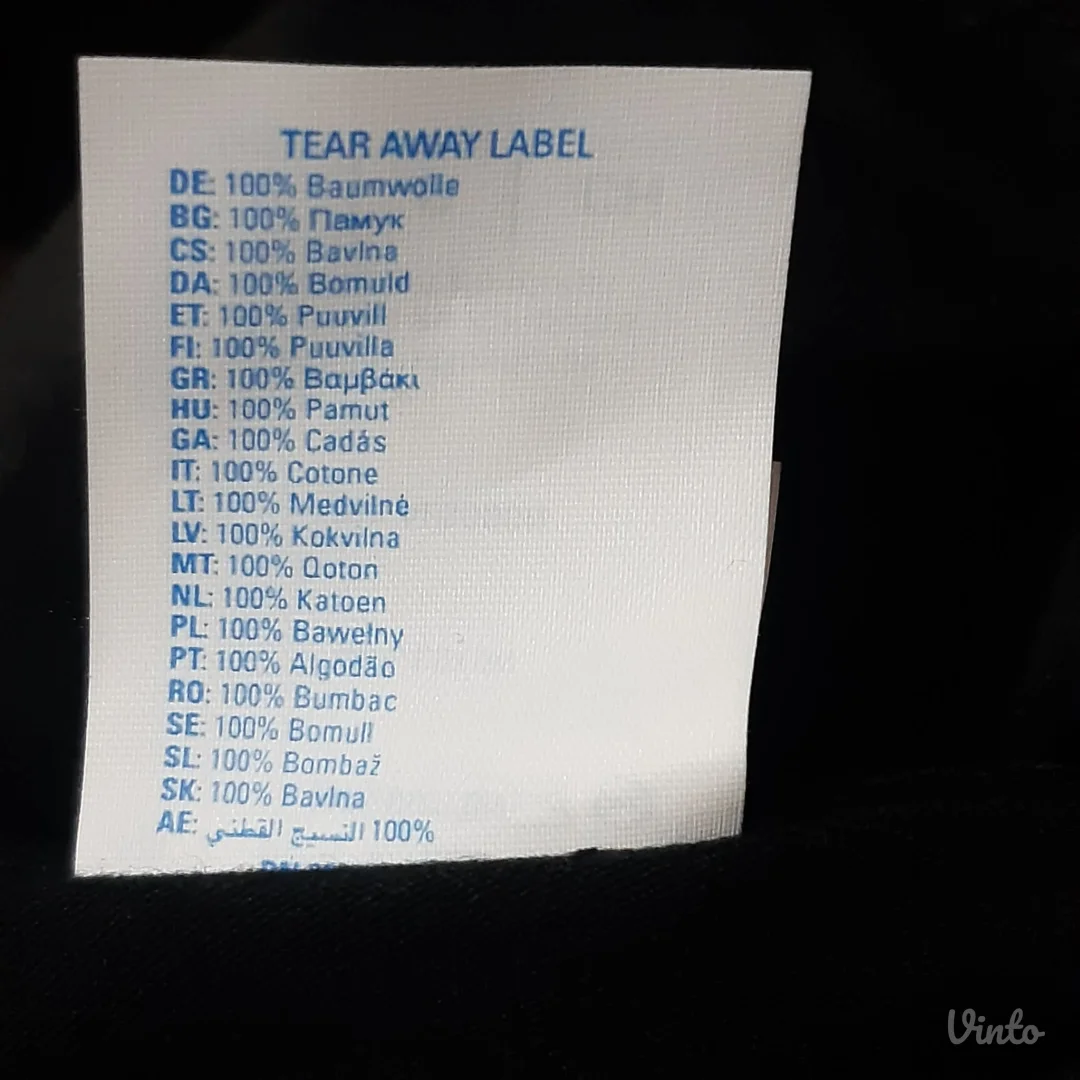 TEAR AWAY LABEL
DE: 100% Baumwolle
BG: 100% Памук
CS: 100% Bavlna
DA: 100% Bomuld
ET: 100% Puuvill
FI: 100% Puuvilla
GR: 100% Βαμβάκι
HU: 100% Pamut
GA: 100% Cadás
IT: 100% Cotone
LT: 100% Medvilnė
LV: 100% Kokvilna
MT: 100% Qoton
NL: 100% Katoen
PL: 100% Bawełny
PT: 100% Algodão
RO: 100% Bumbac
SE: 100% Bomull
SL: 100% Bombaž
SK: 100% Bavlna
AE: النسيج القطني 100%
Vinto